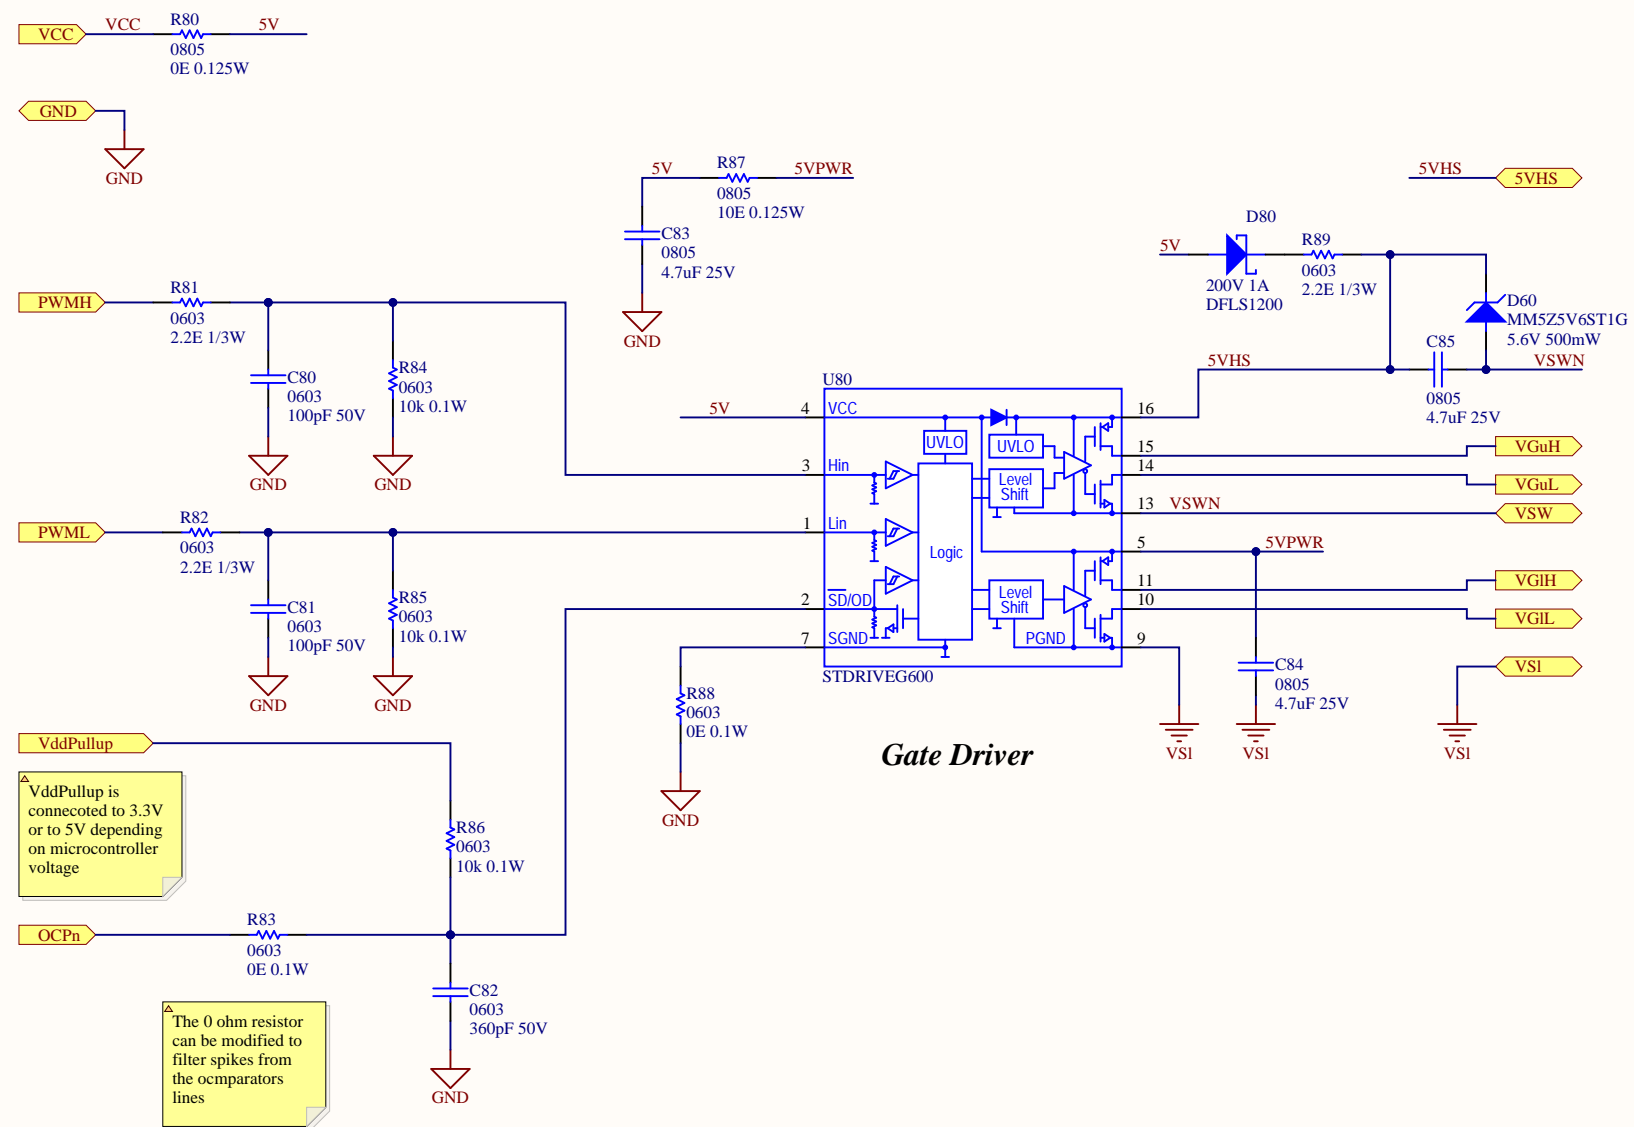 VCC
VCC
R80
5V
0805
0E 0.125W
GND
GND
5V
R87
5VPWR
0805
10E 0.125W
C83
0805
4.7uF 25V
GND
5VHS
5VHS
D80
5V
200V 1A
DFLS1200
R89
0603
2.2E 1/3W
D60
MM5Z5V6ST1G
5.6V 500mW
C85
5VHS
VSWN
0805
4.7uF 25V
PWMH
R81
0603
2.2E 1/3W
C80
0603
100pF 50V
GND
R84
0603
10k 0.1W
GND
PWML
R82
0603
2.2E 1/3W
C81
0603
100pF 50V
GND
R85
0603
10k 0.1W
GND
U80
5V
4
VCC
3
Hin
1
Lin
2
SD/OD
7
SGND
UVLO
UVLO
Level
Shift
Logic
Level
Shift
PGND
16
15
14
13
VSWN
5
5VPWR
11
10
9
STDRIVEG600
VGuH
VGuL
VSW
VGlH
VGlL
VSl
C84
0805
4.7uF 25V
VSl
VSl
VSl
R88
0603
0E 0.1W
GND
Gate Driver
VddPullup
VddPullup is
connecoted to 3.3V
or to 5V depending
on microcontroller
voltage
R86
0603
10k 0.1W
OCPn
R83
0603
0E 0.1W
C82
0603
360pF 50V
GND
The 0 ohm resistor
can be modified to
filter spikes from
the ocmparators
lines